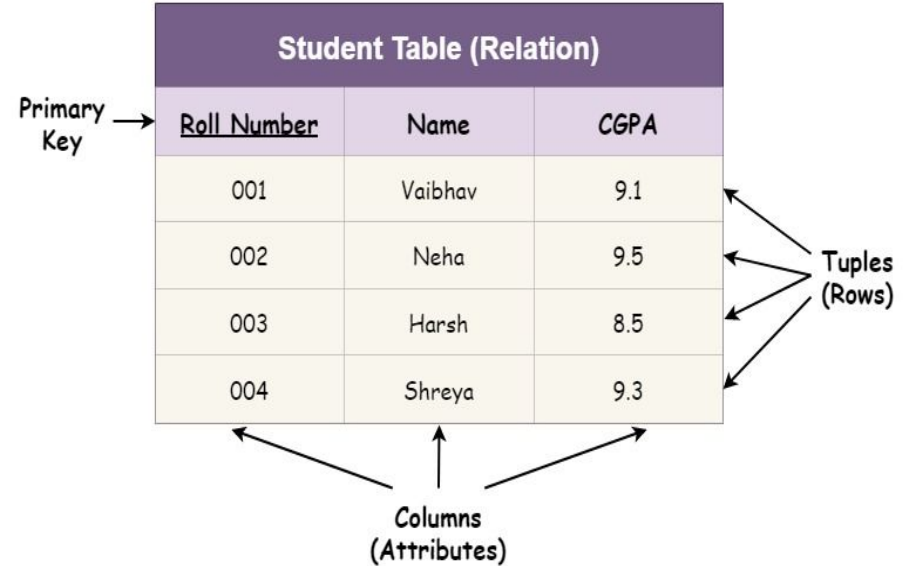 Student Table (Relation)
Primary
Key
Roll Number Name CGPA
001 Vaibhav 9.1
002 Neha 9.5
003 Harsh 8.5
004 Shreya 9.3
Tuples
(Rows)
Columns
(Attributes)